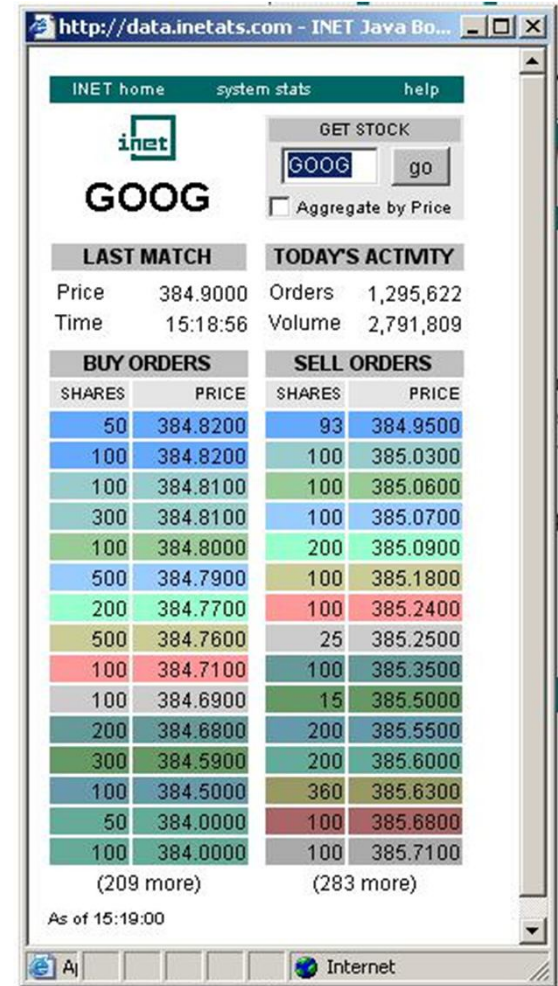 http://data.inetats.com - INET Java Bo...
INET home system stats help
inet
GOOG
GET STOCK
GOOG go
Aggregate by Price
LAST MATCH
Price 384.9000
Time 15:18:56
TODAY'S ACTIVITY
Orders 1,295,622
Volume 2,791,809
BUY ORDERS
SHARES PRICE
50 384.8200
100 384.8200
100 384.8100
300 384.8100
100 384.8000
500 384.7900
200 384.7700
500 384.7600
100 384.7100
100 384.6900
200 384.6800
300 384.5900
100 384.5000
50 384.0000
100 384.0000
(209 more)
SELL ORDERS
SHARES PRICE
93 384.9500
100 385.0300
100 385.0600
100 385.0700
200 385.0900
100 385.1800
100 385.2400
25 385.2500
100 385.3500
15 385.5000
200 385.5500
200 385.6000
360 385.6300
100 385.6800
100 385.7100
(283 more)
As of 15:19:00
Internet